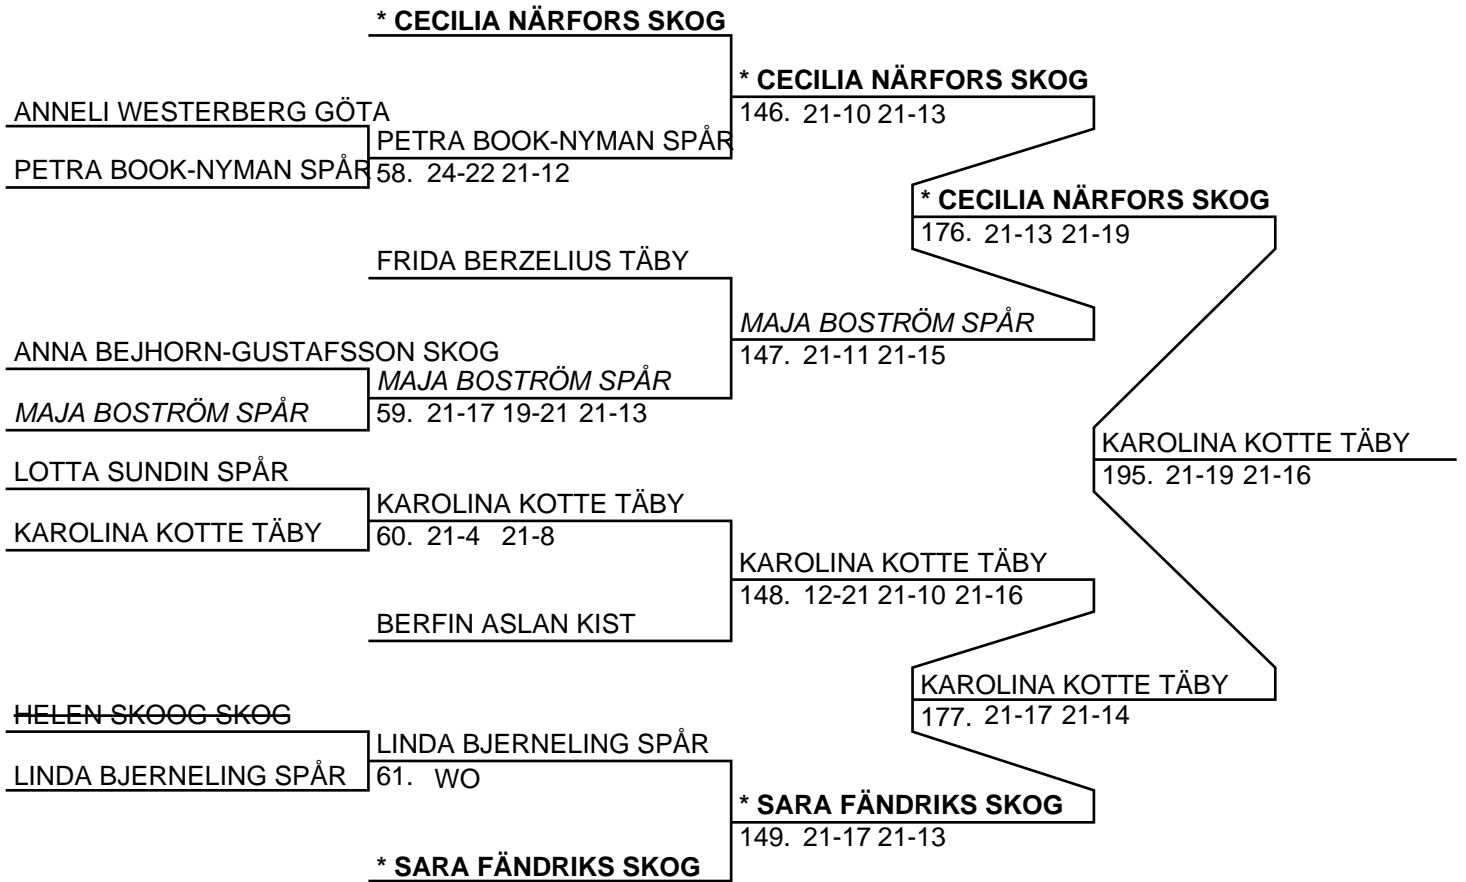 * CECILIA NÄRFORS SKOG
* CECILIA NÄRFORS SKOG
146. 21-10 21-13
ANNELI WESTERBERG GÖTA
PETRA BOOK-NYMAN SPÅR
PETRA BOOK-NYMAN SPÅR
58. 24-22 21-12
* CECILIA NÄRFORS SKOG
176. 21-13 21-19
FRIDA BERZELIUS TÄBY
MAJA BOSTRÖM SPÅR
147. 21-11 21-15
ANNA BEJHORN-GUSTAFSSON SKOG
MAJA BOSTRÖM SPÅR
MAJA BOSTRÖM SPÅR
59. 21-17 19-21 21-13
KAROLINA KOTTE TÄBY
195. 21-19 21-16
LOTTA SUNDIN SPÅR
KAROLINA KOTTE TÄBY
KAROLINA KOTTE TÄBY
60. 21-4 21-8
KAROLINA KOTTE TÄBY
148. 12-21 21-10 21-16
BERFIN ASLAN KIST
KAROLINA KOTTE TÄBY
177. 21-17 21-14
HELEN SKOOG SKOG
LINDA BJERNELING SPÅR
LINDA BJERNELING SPÅR
61. WO
* SARA FÄNDRIKS SKOG
149. 21-17 21-13
* SARA FÄNDRIKS SKOG